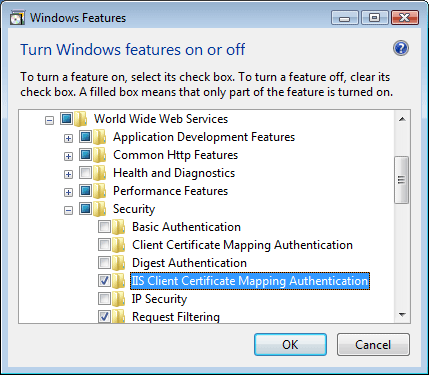 Windows Features
Turn Windows features on or off
To turn a feature on, select its check box. To turn a feature off, clear its
check box. A filled box means that only part of the feature is turned on.
World Wide Web Services
Application Development Features
Common Http Features
Health and Diagnostics
Performance Features
Security
Basic Authentication
Client Certificate Mapping Authentication
Digest Authentication
IIS Client Certificate Mapping Authentication
IP Security
Request Filtering
OK
Cancel